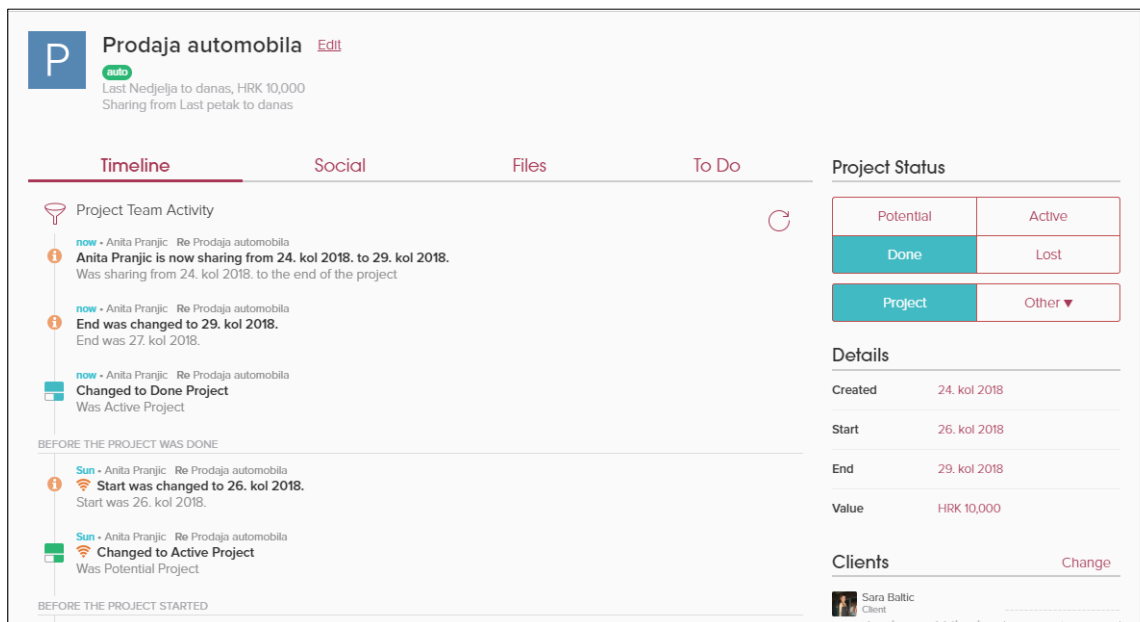 P
Prodaja automobila Edit
auto
Last Nedjelja to danas, HRK 10,000
Sharing from Last petak to danas
Timeline Social Files To Do
Project Team Activity
now • Anita Pranjic Re Prodaja automobila
Anita Pranjic is now sharing from 24. kol 2018. to 29. kol 2018.
Was sharing from 24. kol 2018. to the end of the project
now • Anita Pranjic Re Prodaja automobila
End was changed to 29. kol 2018.
End was 27. kol 2018.
now • Anita Pranjic Re Prodaja automobila
Changed to Done Project
Was Active Project
BEFORE THE PROJECT WAS DONE
Sun • Anita Pranjic Re Prodaja automobila
Start was changed to 26. kol 2018.
Start was 26. kol 2018.
Sun • Anita Pranjic Re Prodaja automobila
Changed to Active Project
Was Potential Project
BEFORE THE PROJECT STARTED
Project Status
Potential Active
Done Lost
Project Other ▼
Details
Created 24. kol 2018
Start 26. kol 2018
End 29. kol 2018
Value HRK 10,000
Clients Change
Sara Baltic
Client